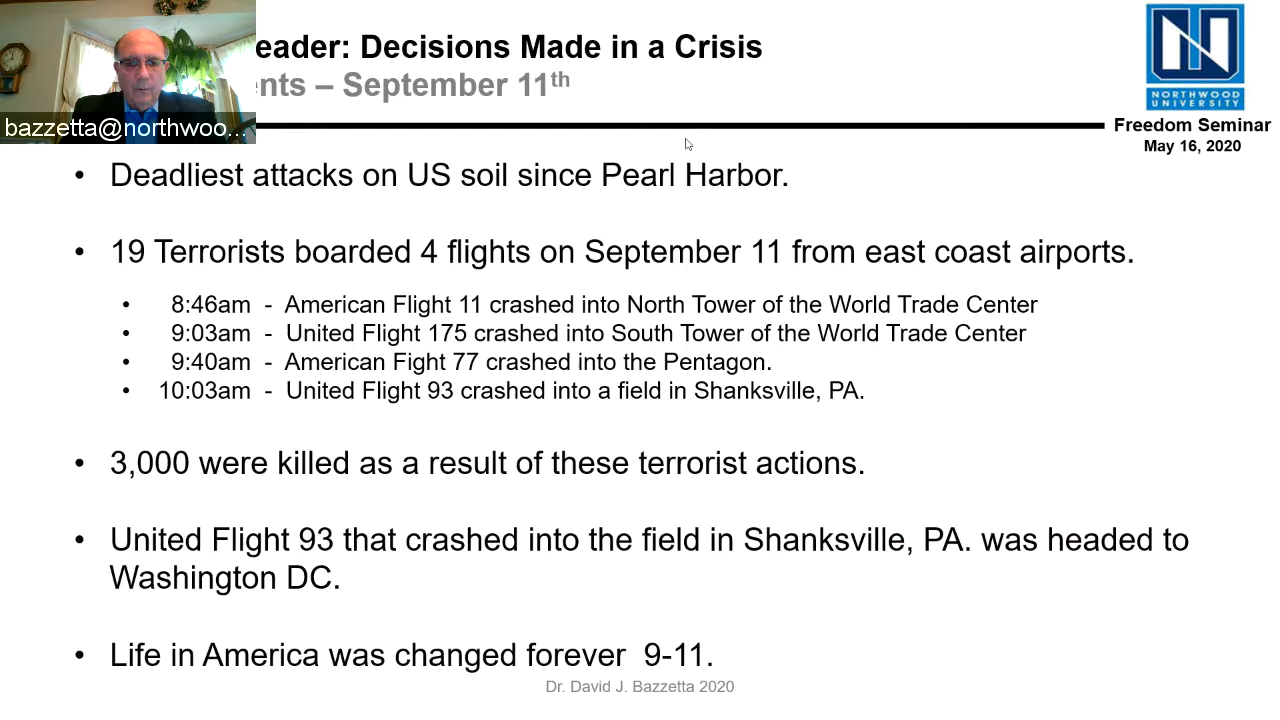 eader: Decisions Made in a Crisis
nts – September 11th
bazzetta@northwoo...
NORTHWOOD
UNIVERSITY
Freedom Seminar
May 16, 2020
• Deadliest attacks on US soil since Pearl Harbor.
• 19 Terrorists boarded 4 flights on September 11 from east coast airports.
• 8:46am - American Flight 11 crashed into North Tower of the World Trade Center
• 9:03am - United Flight 175 crashed into South Tower of the World Trade Center
• 9:40am - American Fight 77 crashed into the Pentagon.
• 10:03am - United Flight 93 crashed into a field in Shanksville, PA.
• 3,000 were killed as a result of these terrorist actions.
• United Flight 93 that crashed into the field in Shanksville, PA. was headed to
Washington DC.
• Life in America was changed forever 9-11.
Dr. David J. Bazzetta 2020